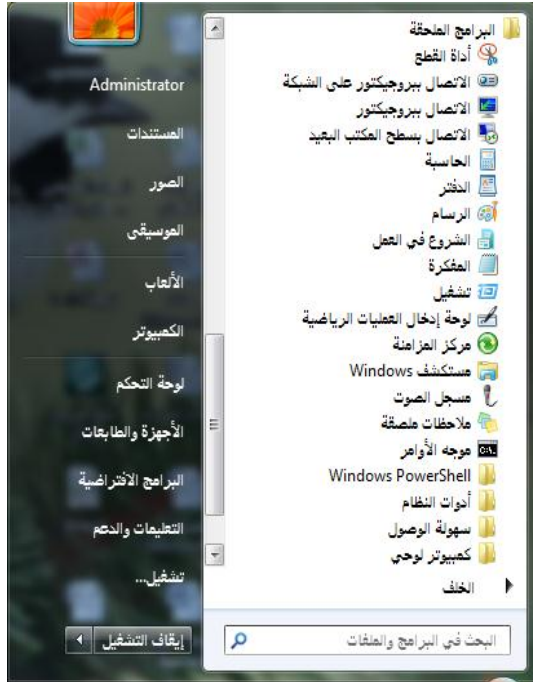 البرامج الملحقة
أداة القطع
الاتصال ببروجيكتور على الشبكة
الاتصال ببروجيكتور
الاتصال بسطح المكتب البعيد
الحاسبة
الدفتر
الرسام
الشروع في العمل
المفكرة
تشغيل
لوحة إدخال العمليات الرياضية
مركز المزامنة
مستكشف Windows
مسجل الصوت
ملاحظات ملصقة
موجه الأوامر
Windows PowerShell
أدوات النظام
سهولة الوصول
كمبيوتر لوحي
الخلف
البحث في البرامج والملفات
Administrator
المستندات
الصور
الموسيقى
الألعاب
الكمبيوتر
لوحة التحكم
الأجهزة والطابعات
البرامج الافتراضية
التعليمات والدعم
تشغيل...
إيقاف التشغيل